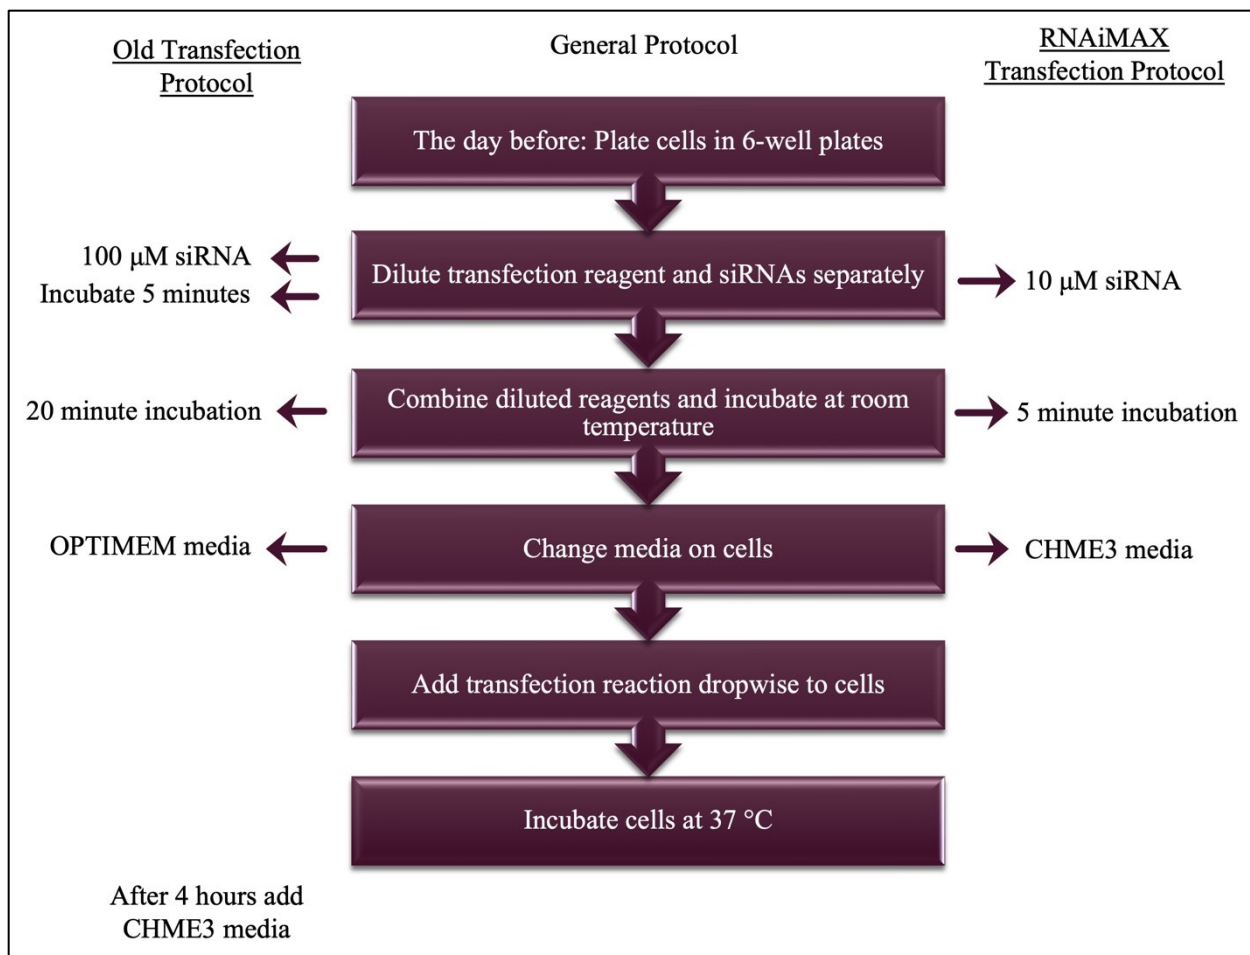 Old Transfection
Protocol
General Protocol
RNAiMAX
Transfection Protocol
The day before: Plate cells in 6-well plates
100 μM siRNA
Incubate 5 minutes
Dilute transfection reagent and siRNAs separately
10 μM siRNA
20 minute incubation
Combine diluted reagents and incubate at room
temperature
5 minute incubation
OPTIMEM media
Change media on cells
CHME3 media
Add transfection reaction dropwise to cells
Incubate cells at 37 °C
After 4 hours add
CHME3 media